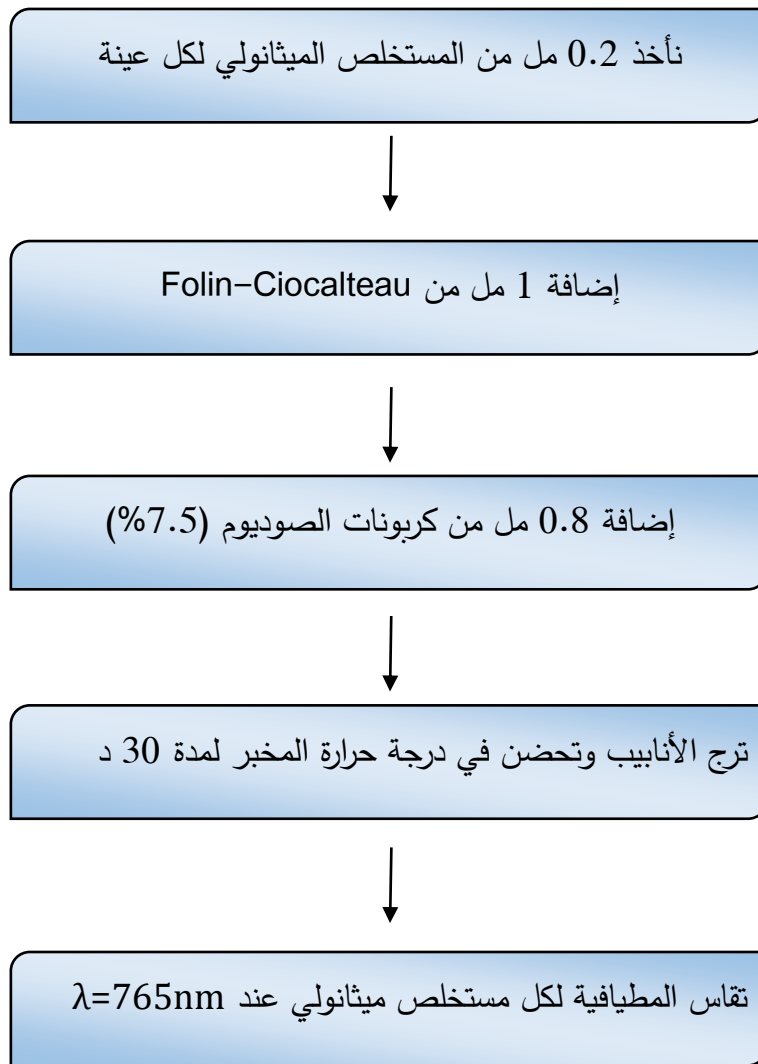 نأخذ 0.2 مل من المستخلص الميثانولي لكل عينة
إضافة 1 مل من Folin-Ciocalteau
إضافة 0.8 مل من كربونات الصوديوم (7.5%)
ترج الأنابيب وتحضن في درجة حرارة المخبر لمدة 30 د
تقاس المطيافية لكل مستخلص ميثانولي عند λ=765nm